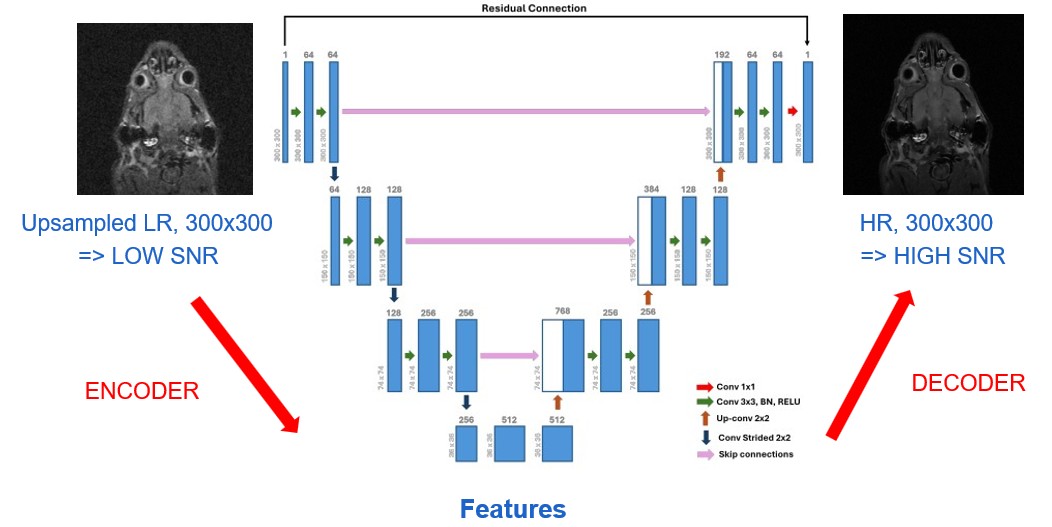 Residual Connection
1 64 64
192 64 64 1
300 x 300
300 x 300
300 x 300
300 x 300
300 x 300
300 x 300
300 x 300
Upsampled LR, 300x300
=> LOW SNR
HR, 300x300
=> HIGH SNR
64 128 128
384 128 128
150 x 150
150 x 150
150 x 150
150 x 150
150 x 150
150 x 150
128 256 256
768 256 256
74 x 74
74 x 74
74 x 74
74 x 74
74 x 74
74 x 74
ENCODER
DECODER
256 512 512
36 x 36
36 x 36
36 x 36
Conv 1x1
Conv 3x3, BN, RELU
Up-conv 2x2
Conv Strided 2x2
Skip connections
Features